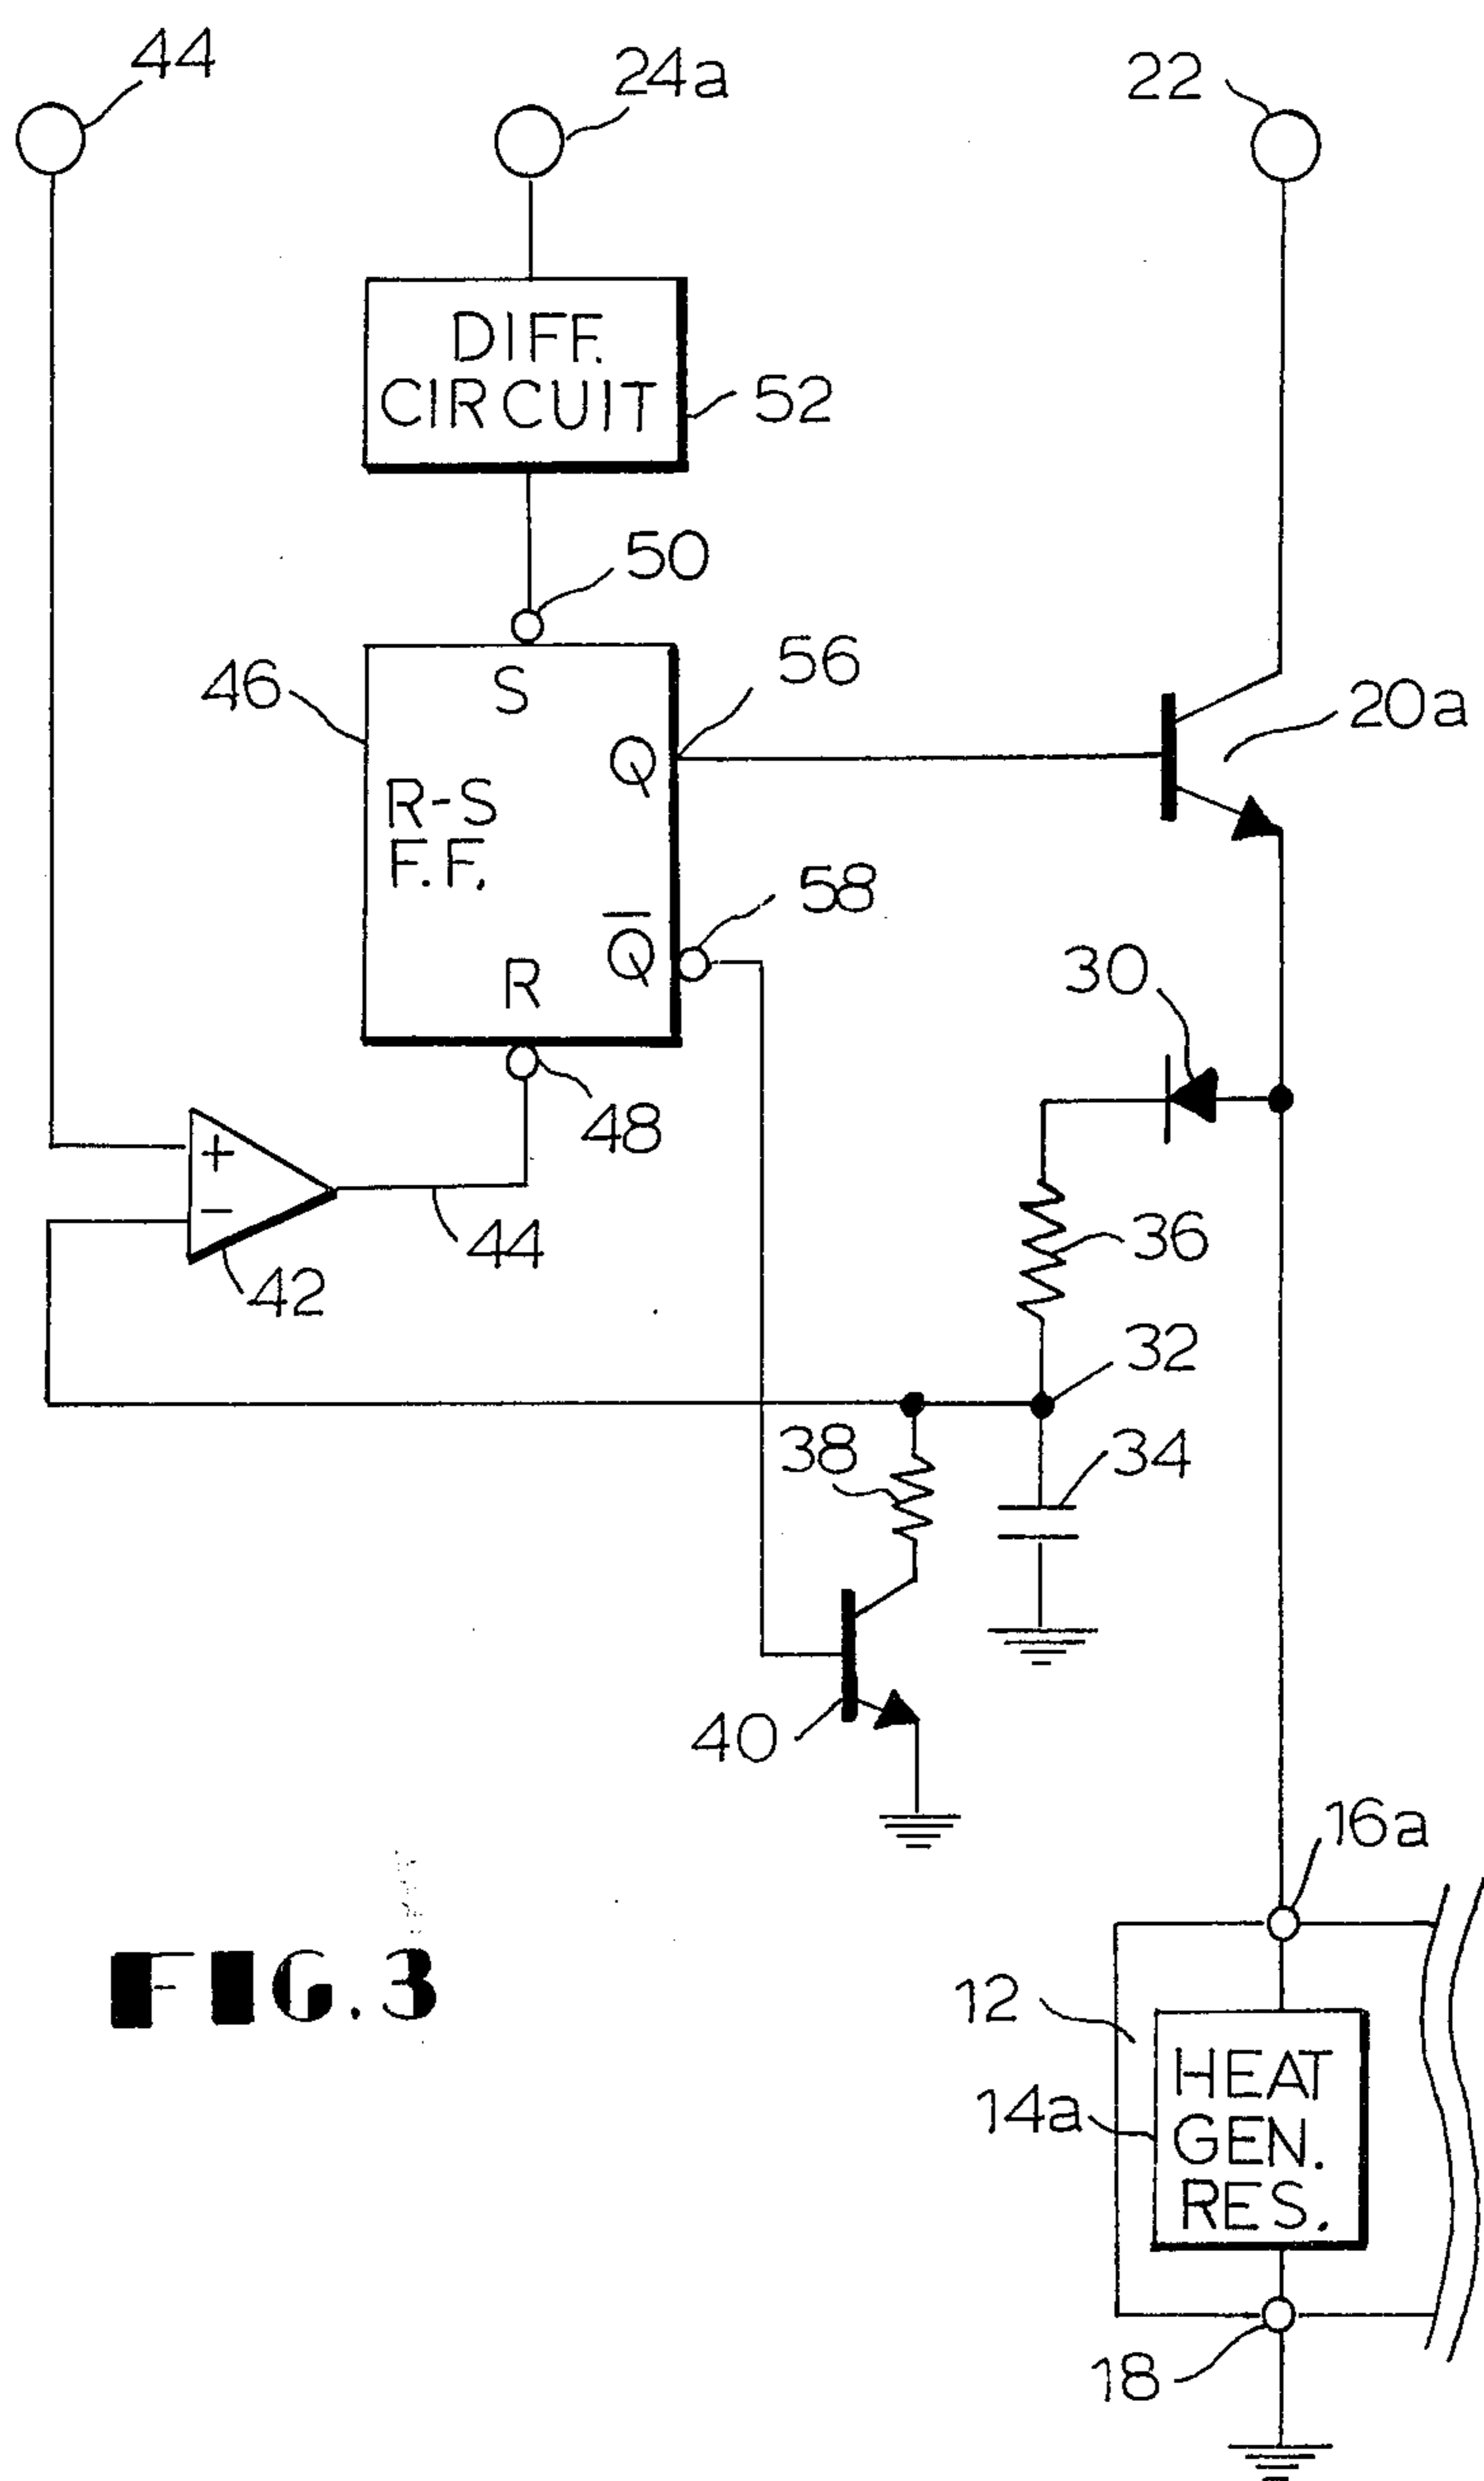 44
24a
22
DIFF.
CIRCUIT
52
50
46
S
56
20a
Q
R-S
F.F.
58
Q̅
R
30
48
+
−
44
36
42
32
38
34
40
16a
FIG.3
12
HEAT
14a
GEN.
RES.
18